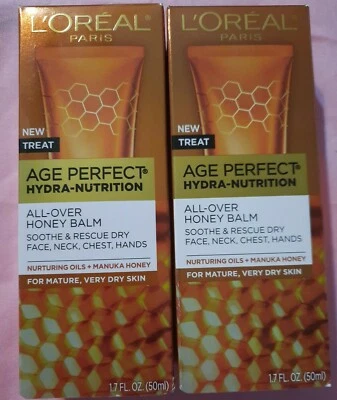 L'ORÉAL
PARIS
NEW
TREAT
AGE PERFECT®
HYDRA-NUTRITION
ALL-OVER
HONEY BALM
SOOTHE & RESCUE DRY
FACE, NECK, CHEST, HANDS
NURTURING OILS + MANUKA HONEY
FOR MATURE, VERY DRY SKIN
1.7 FL. OZ. (50ml)
L'ORÉAL
PARIS
NEW
TREAT
AGE PERFECT®
HYDRA-NUTRITION
ALL-OVER
HONEY BALM
SOOTHE & RESCUE DRY
FACE, NECK, CHEST, HANDS
NURTURING OILS + MANUKA HONEY
FOR MATURE, VERY DRY SKIN
1.7 FL. OZ. (50ml)